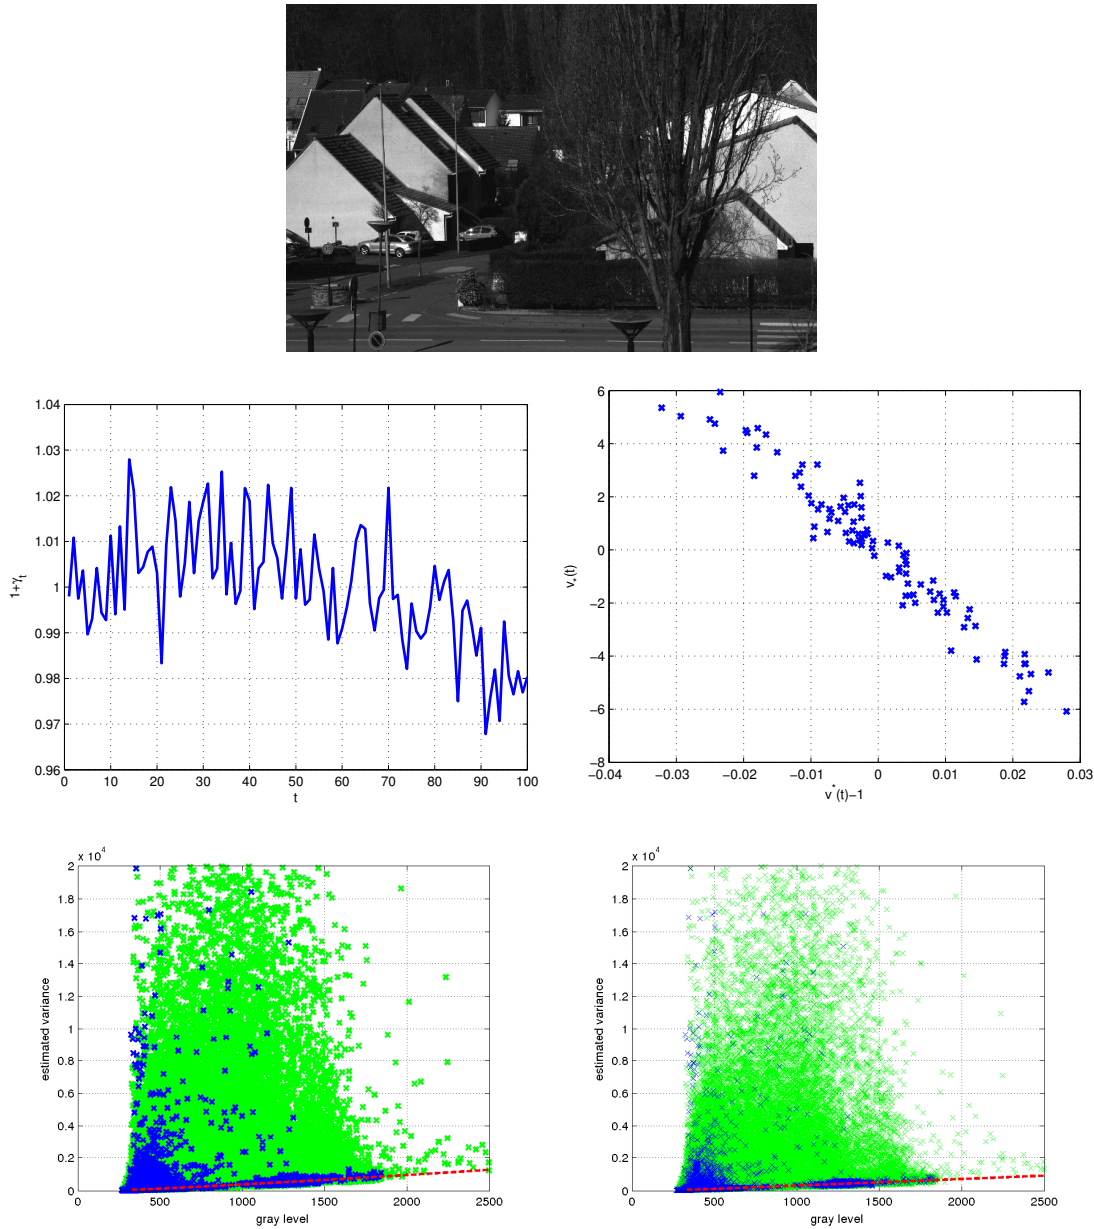 1.04
1.03
1.02
1.01
1
0.99
0.98
0.97
0.96
0 10 20 30 40 50 60 70 80 90 100
1+γt
t
6
4
2
0
−2
−4
−6
−8
−0.04 −0.03 −0.02 −0.01 0 0.01 0.02 0.03
v*(t)
v*(t)−1
x 10^4
2
1.8
1.6
1.4
1.2
1
0.8
0.6
0.4
0.2
0
0 500 1000 1500 2000 2500
estimated variance
gray level
x 10^4
2
1.8
1.6
1.4
1.2
1
0.8
0.6
0.4
0.2
0
0 500 1000 1500 2000 2500
estimated variance
gray level